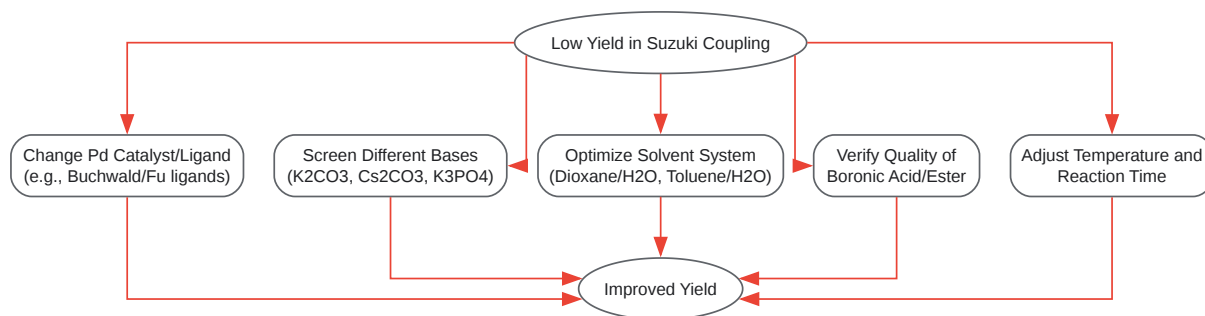 Low Yield in Suzuki Coupling
Change Pd Catalyst/Ligand
(e.g., Buchwald/Fu ligands)
Screen Different Bases
(K2CO3, Cs2CO3, K3PO4)
Optimize Solvent System
(Dioxane/H2O, Toluene/H2O)
Verify Quality of
Boronic Acid/Ester
Adjust Temperature and
Reaction Time
Improved Yield